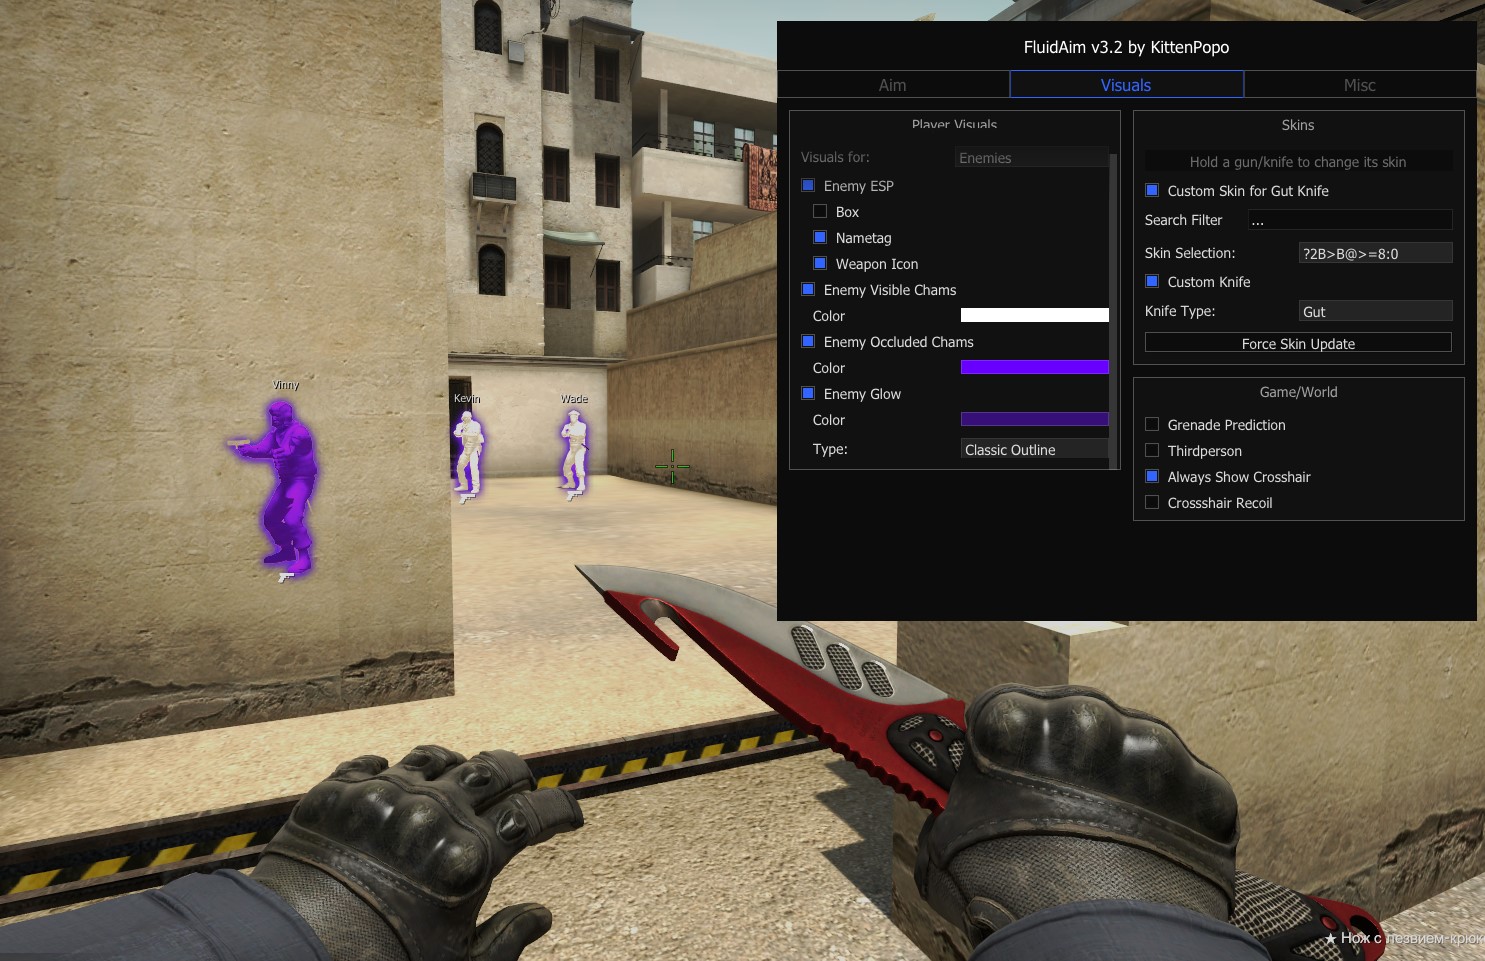 FluidAim v3.2 by KittenPopo
Aim
Visuals
Misc
Player Visuals
Visuals for:
Enemies
Enemy ESP
Box
Nametag
Weapon Icon
Enemy Visible Chams
Color
Enemy Occluded Chams
Color
Enemy Glow
Color
Type:
Classic Outline
Skins
Hold a gun/knife to change its skin
Custom Skin for Gut Knife
Search Filter
...
Skin Selection:
?2B>B@>=8:0
Custom Knife
Knife Type:
Gut
Force Skin Update
Game/World
Grenade Prediction
Thirdperson
Always Show Crosshair
Crossshair Recoil
Vinny
Kevin
Wade
★ Нож с лезвием-крюк